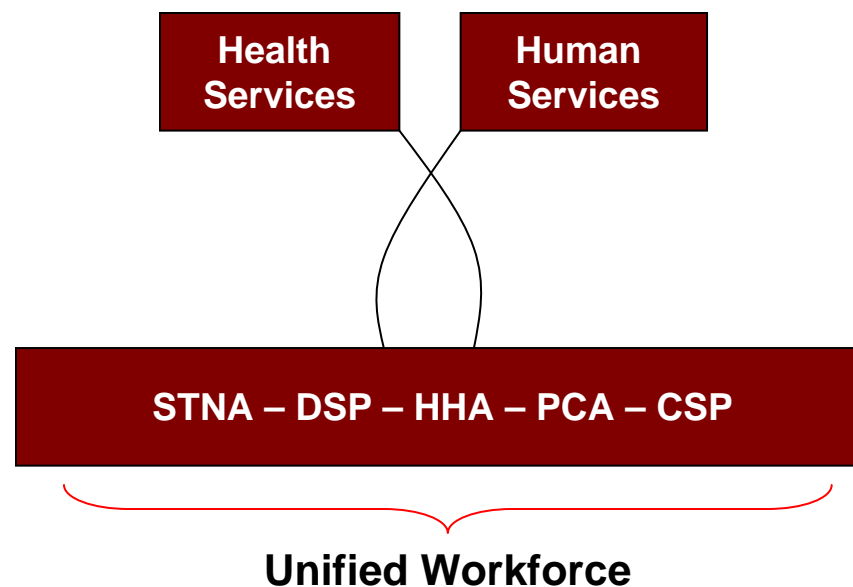 Health
Services
Human
Services
STNA – DSP – HHA – PCA – CSP
Unified Workforce